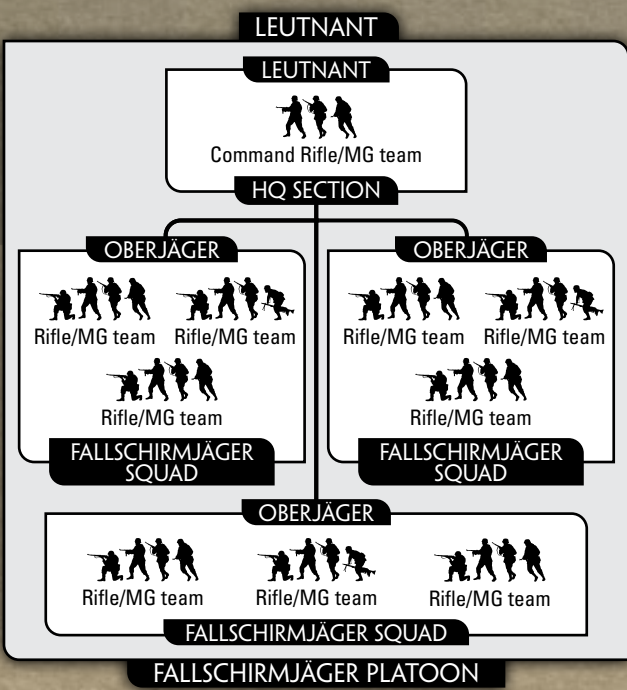 LEUTNANT
LEUTNANT
Command Rifle/MG team
HQ SECTION
OBERJÄGER
Rifle/MG team
Rifle/MG team
Rifle/MG team
FALLSCHIRMJÄGER
SQUAD
OBERJÄGER
Rifle/MG team
Rifle/MG team
Rifle/MG team
FALLSCHIRMJÄGER
SQUAD
OBERJÄGER
Rifle/MG team
Rifle/MG team
Rifle/MG team
FALLSCHIRMJÄGER SQUAD
FALLSCHIRMJÄGER PLATOON